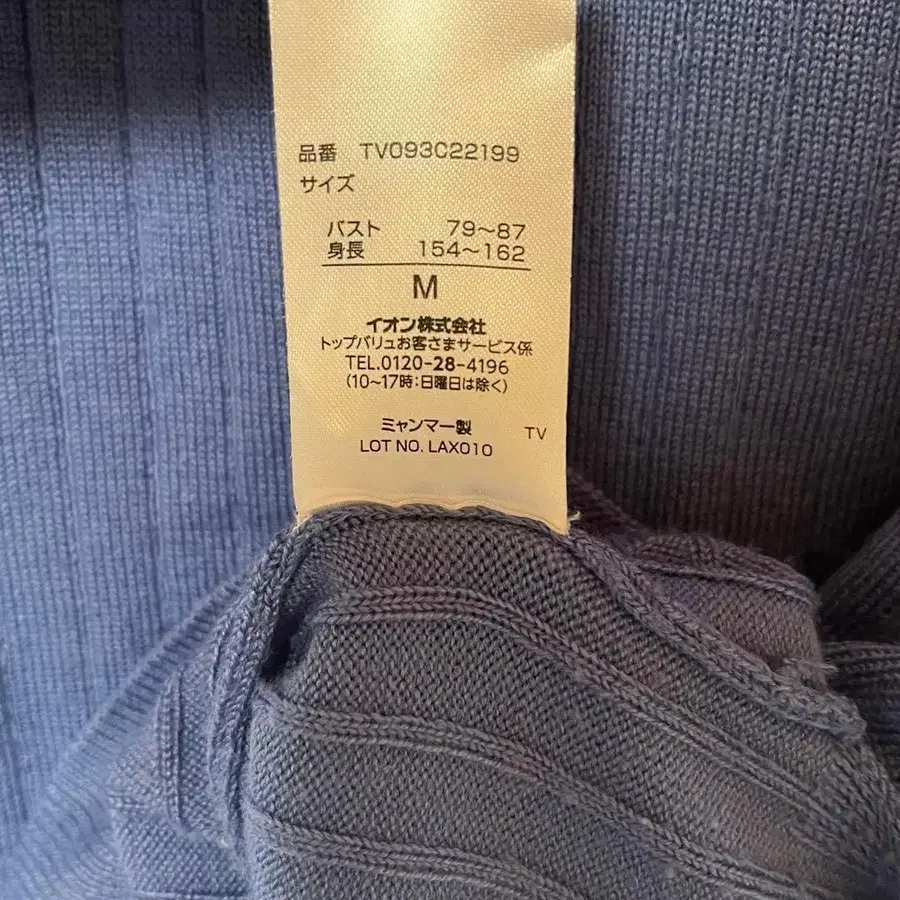 品番 TV093C22199
サイズ
バスト 79～87
身長 154～162
M
イオン株式会社
トップバリュお客さまサービス係
TEL.0120-28-4196
(10～17時:日曜日は除く)
ミャンマー製 TV
LOT NO. LAX010